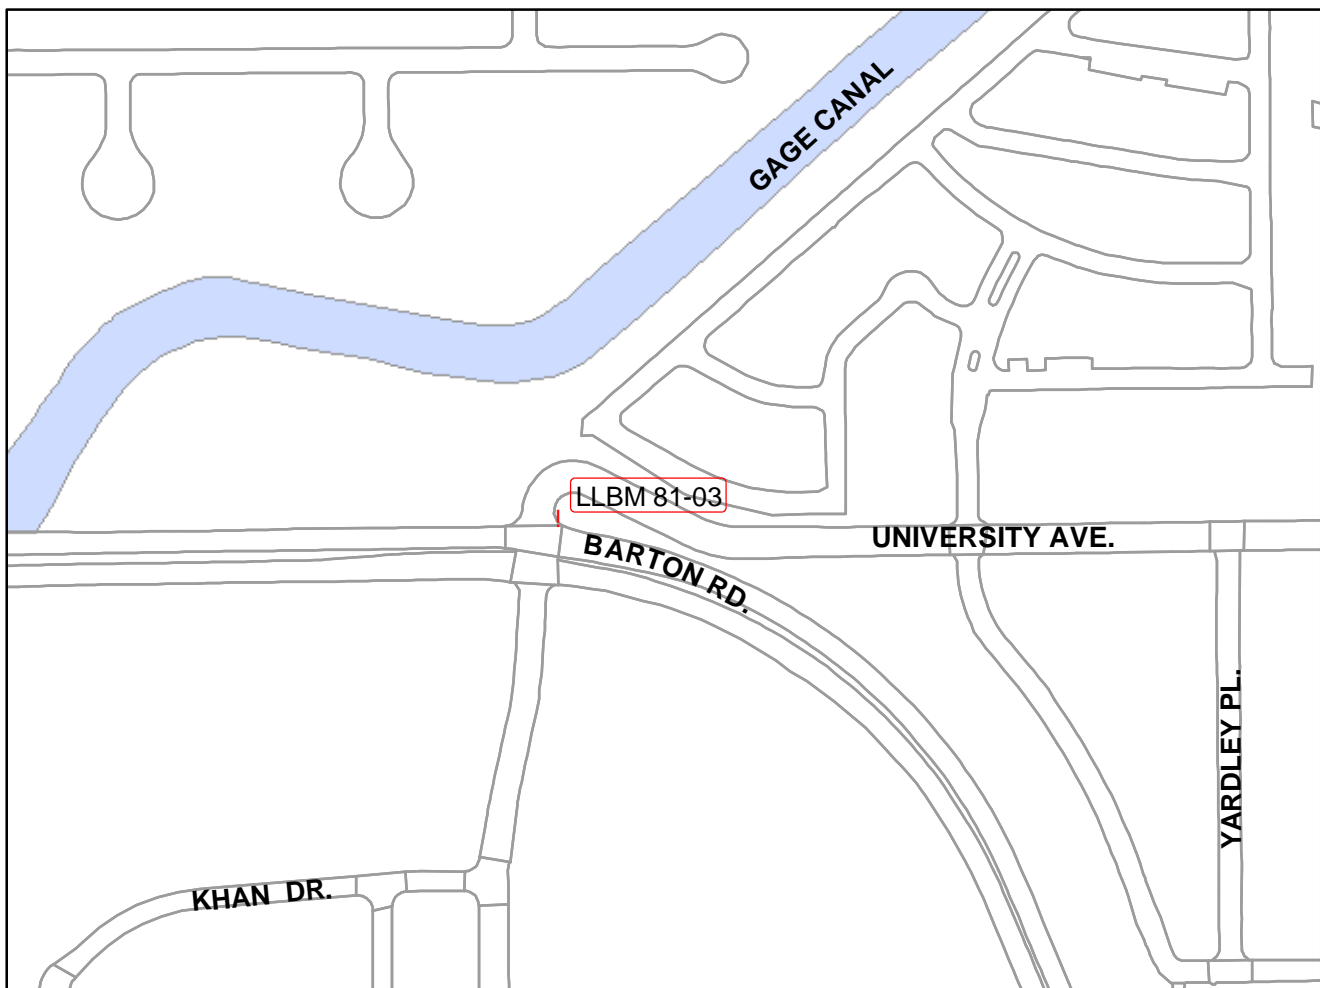 GAGE CANAL
LLBM 81-03
UNIVERSITY AVE.
BARTON RD.
YARDLEY PL.
KHAN DR.